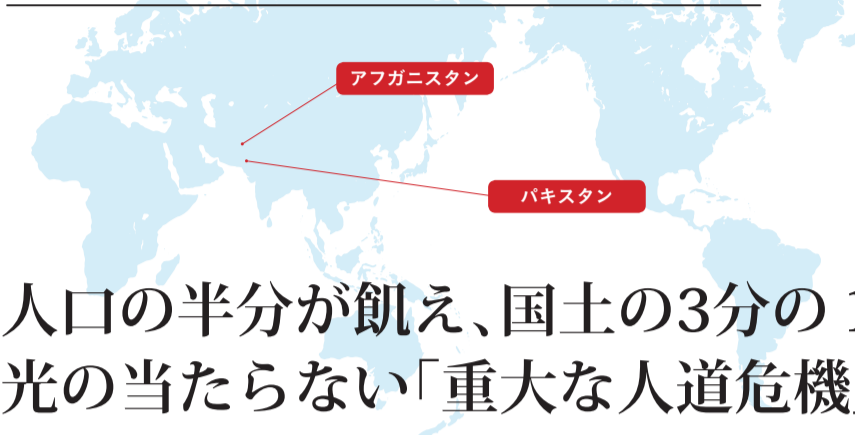 アフガニスタン
パキスタン
人口の半分が飢え、国土の3分の
光の当たらない「重大な人道危機」